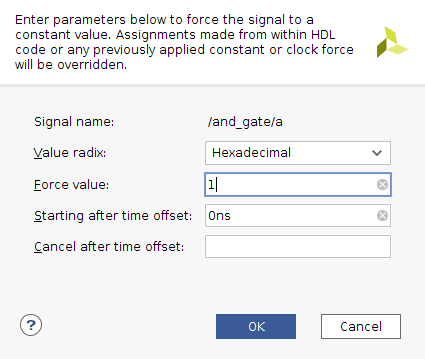 Enter parameters below to force the signal to a
constant value. Assignments made from within HDL
code or any previously applied constant or clock force
will be overridden.
Signal name: /and_gate/a
Value radix: Hexadecimal
Force value: 1
Starting after time offset: 0ns
Cancel after time offset:
? OK Cancel